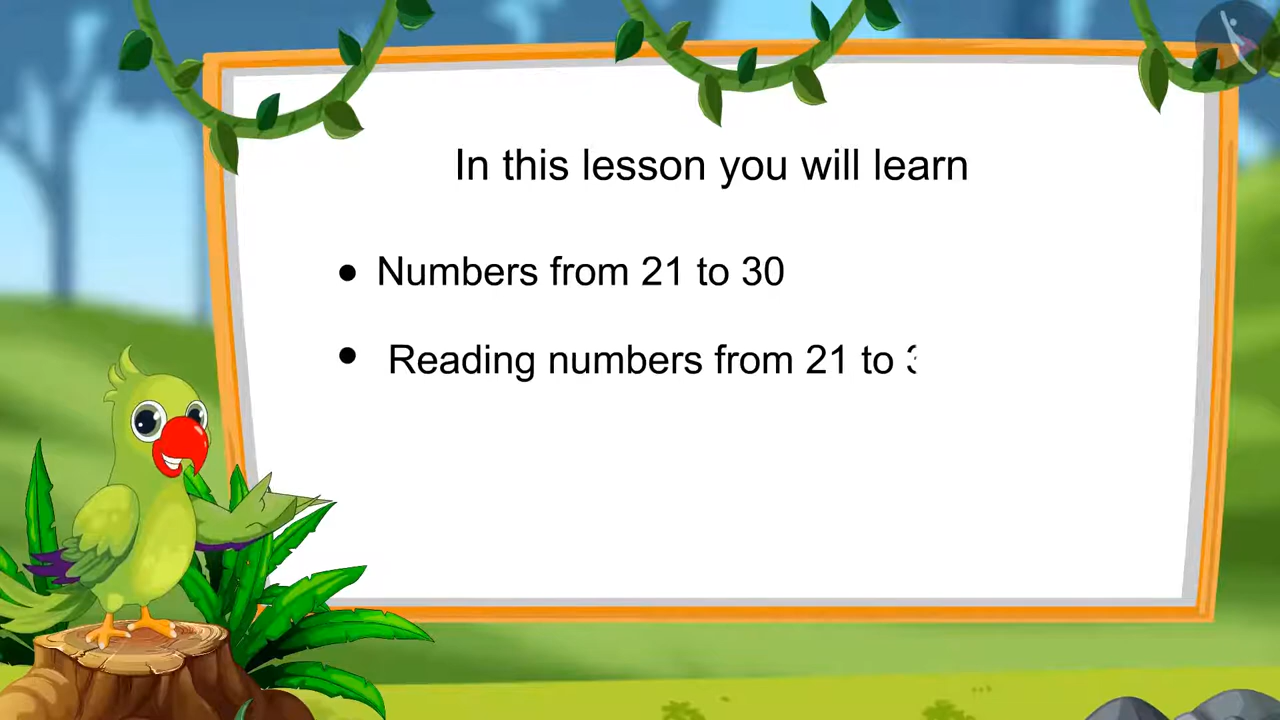 In this lesson you will learn
• Numbers from 21 to 30
• Reading numbers from 21 to